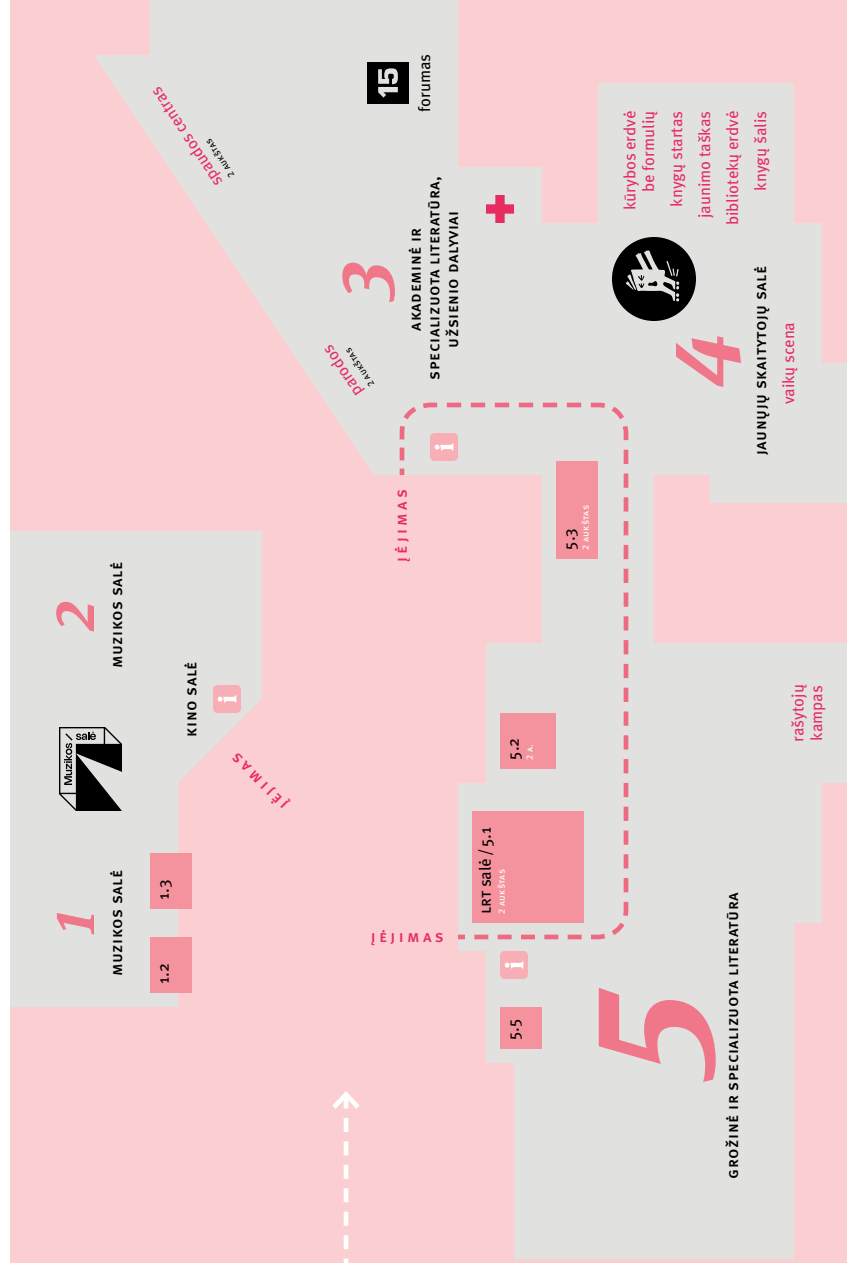 1
MUZIKOS SALĖ
1.2
1.3
Muzikos
salė
2
MUZIKOS SALĖ
KINO SALĖ
i
ĮĖJIMAS
spaudos centras
2 AUKŠTAS
parodos
2 AUKŠTAS
3
AKADEMINĖ IR
SPECIALIZUOTA LITERATŪRA,
UŽSIENIO DALYVIAI
15
forumas
ĮĖJIMAS
i
ĮĖJIMAS
i
5.5
LRT salė / 5.1
2 AUKŠTAS
5.2
2 A.
5.3
2 AUKŠTAS
5
GROŽINĖ IR SPECIALIZUOTA LITERATŪRA
rašytojų
kampas
4
JAUNŲJŲ SKAITYTOJŲ SALĖ
vaikų scena
kūrybos erdvė
be formulių
knygų startas
jaunimo taškas
bibliotekų erdvė
knygų šalis